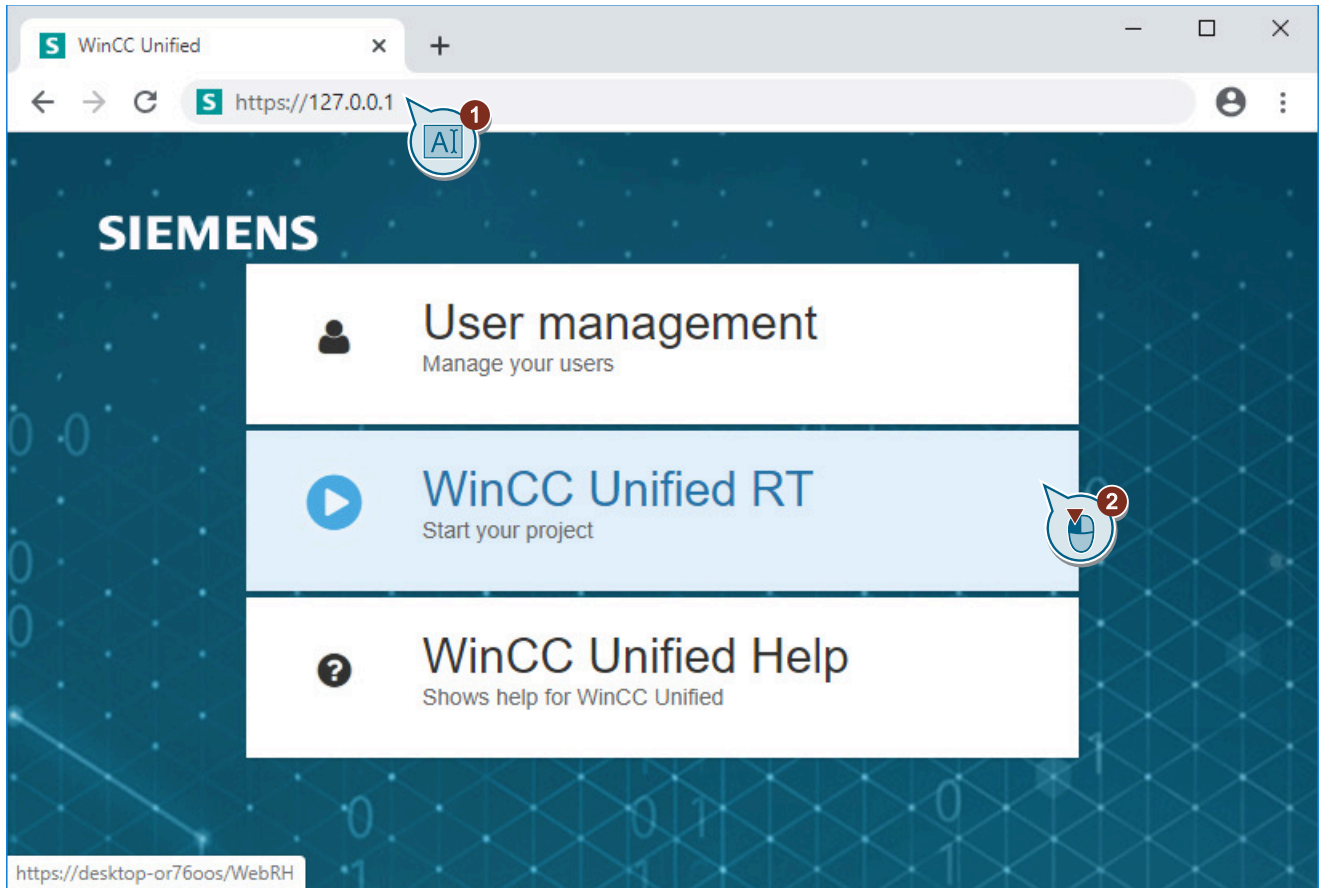 S WinCC Unified
S https://127.0.0.1
1
AI
SIEMENS
User management
Manage your users
WinCC Unified RT
Start your project
2
WinCC Unified Help
Shows help for WinCC Unified
https://desktop-or76oos/WebRH